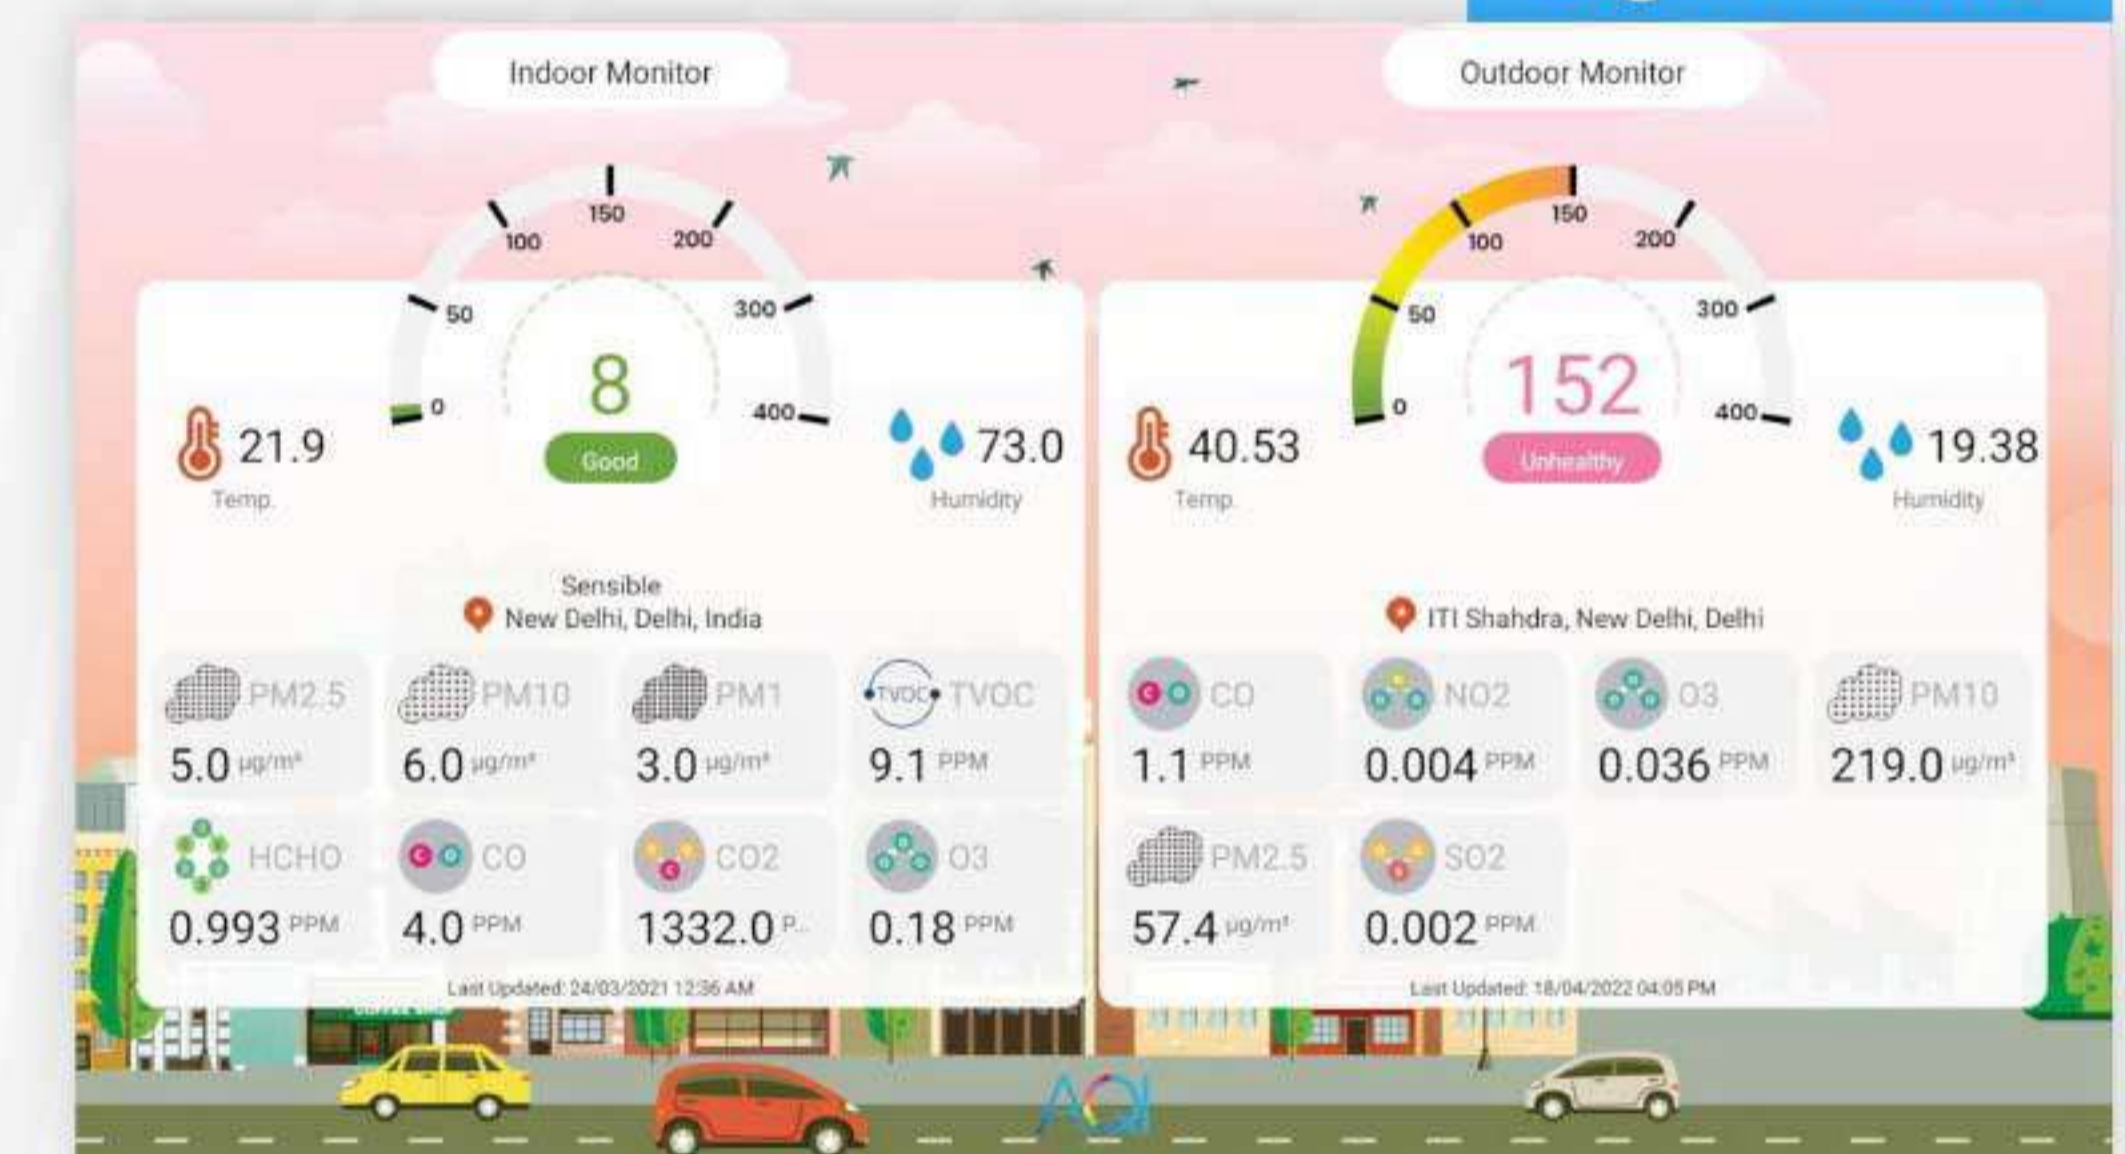 Indoor Monitor
0
50
100
150
200
300
400
8
Good
21.9
Temp.
73.0
Humidity
Sensible
New Delhi, Delhi, India
PM2.5
5.0 µg/m³
PM10
6.0 µg/m³
PM1
3.0 µg/m³
TVOC TVOC
9.1 PPM
HCHO
0.993 PPM
CO
4.0 PPM
CO2
1332.0 P...
O3
0.18 PPM
Last Updated: 24/03/2021 12:36 AM
Outdoor Monitor
0
50
100
150
200
300
400
152
Unhealthy
40.53
Temp.
19.38
Humidity
ITI Shahdra, New Delhi, Delhi
CO
1.1 PPM
NO2
0.004 PPM
O3
0.036 PPM
PM10
219.0 µg/m³
PM2.5
57.4 µg/m³
SO2
0.002 PPM
Last Updated: 18/04/2022 04:05 PM
AQI